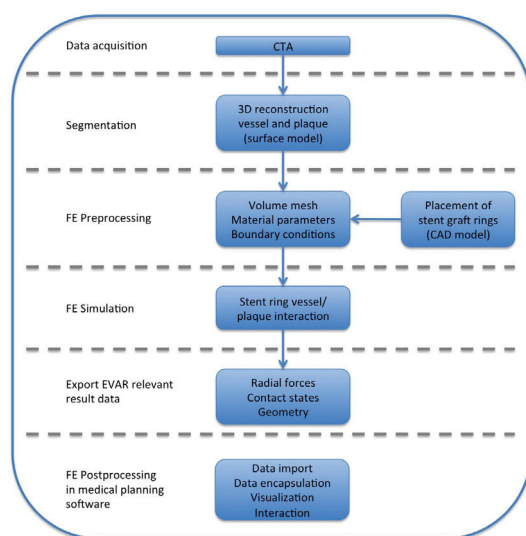 Data acquisition
CTA
Segmentation
3D reconstruction
vessel and plaque
(surface model)
FE Preprocessing
Volume mesh
Material parameters
Boundary conditions
Placement of
stent graft rings
(CAD model)
FE Simulation
Stent ring vessel/
plaque interaction
Export EVAR relevant
result data
Radial forces
Contact states
Geometry
FE Postprocessing
in medical planning
software
Data import
Data encapsulation
Visualization
Interaction